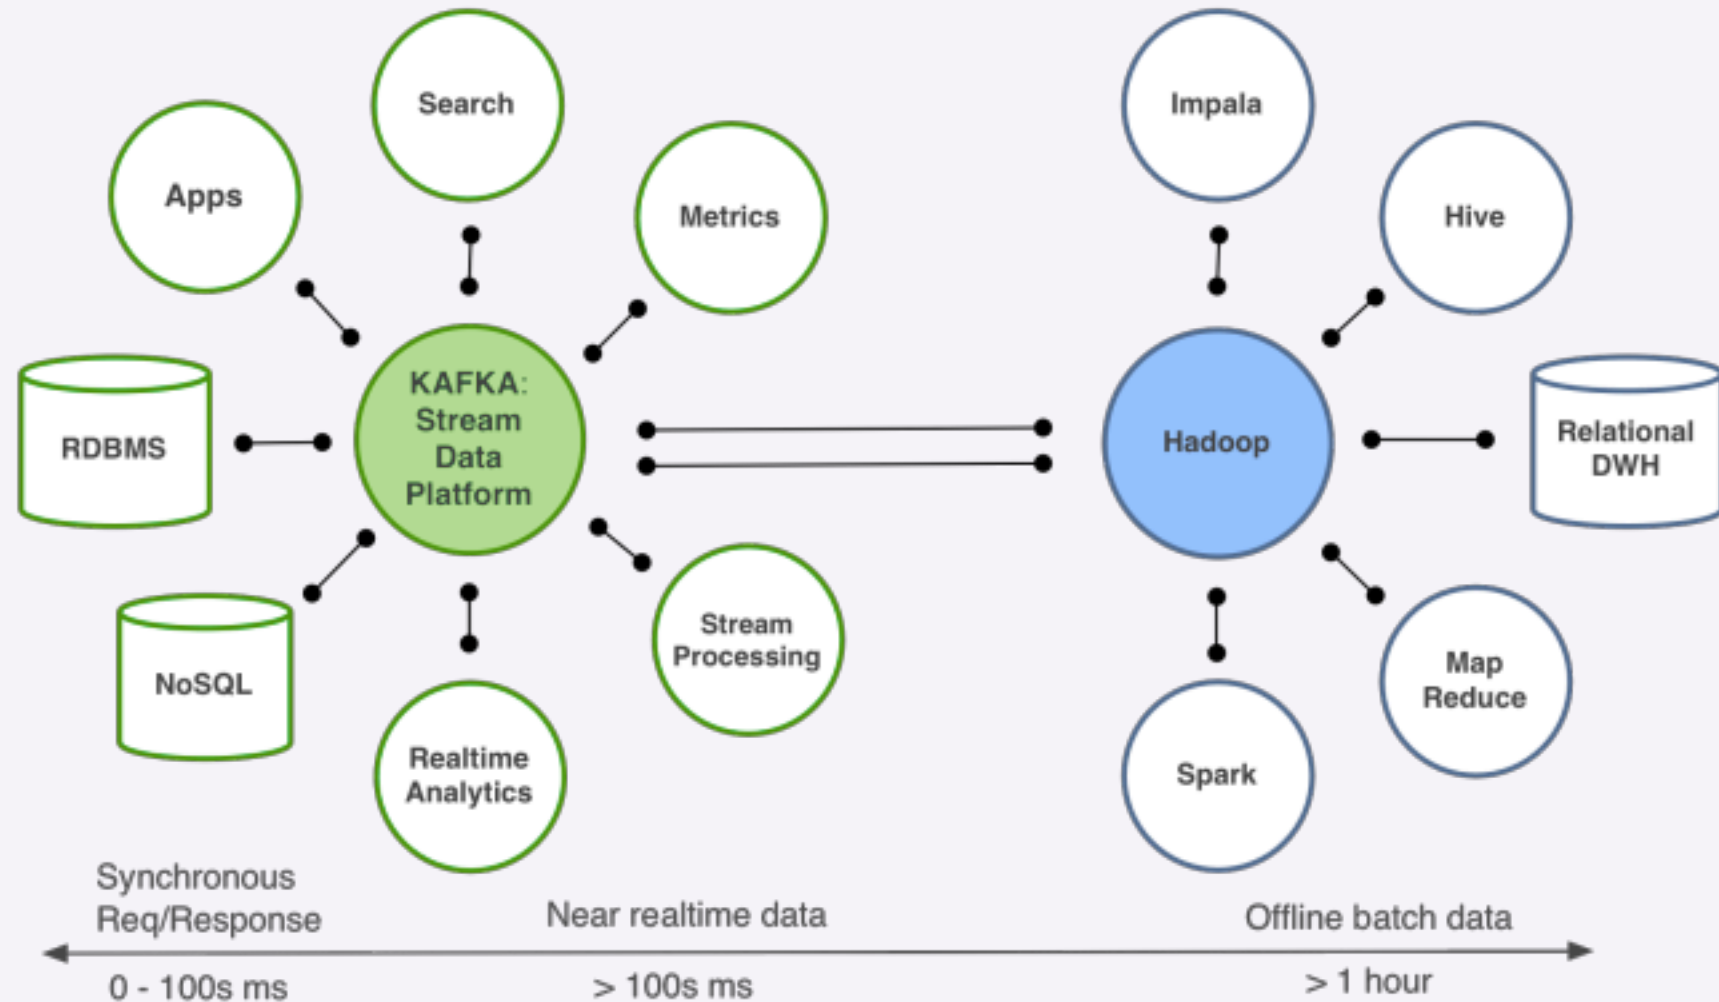 Search
Apps
Metrics
KAFKA:
Stream
Data
Platform
RDBMS
NoSQL
Stream
Processing
Realtime
Analytics
Impala
Hive
Hadoop
Relational
DWH
Map
Reduce
Spark
Synchronous
Req/Response
Near realtime data
Offline batch data
0 - 100s ms
> 100s ms
> 1 hour